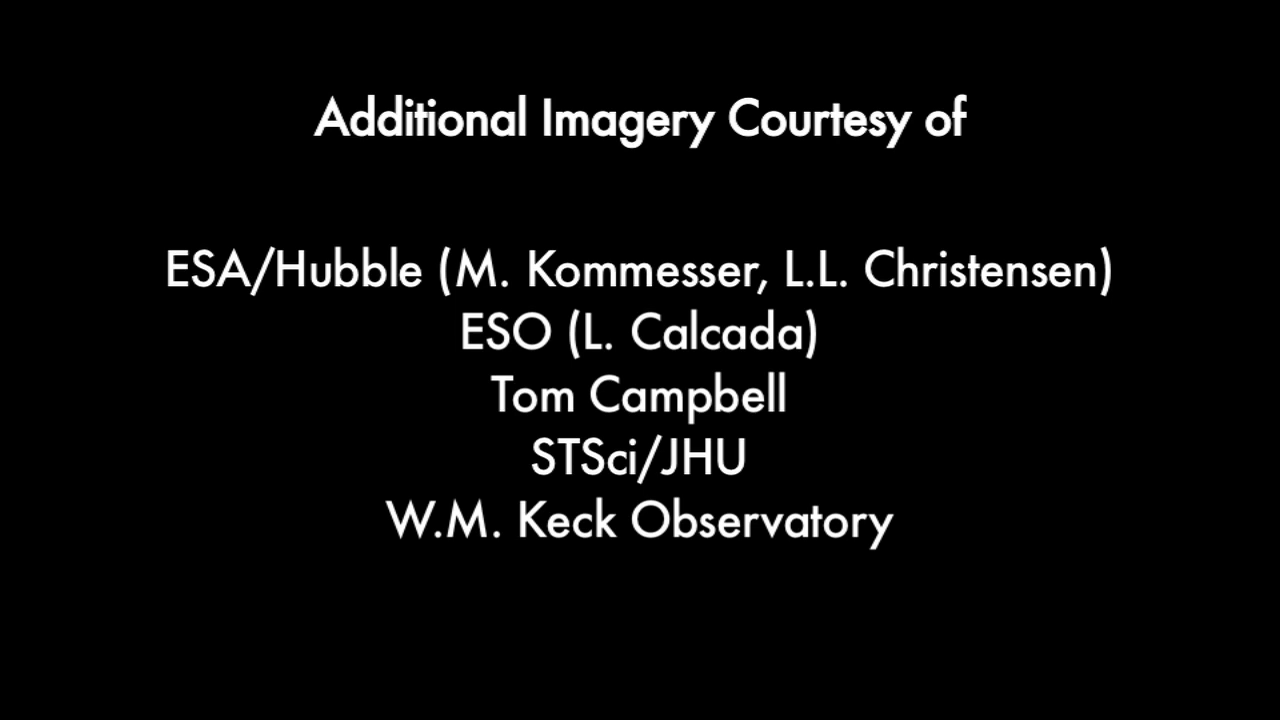 Additional Imagery Courtesy of
ESA/Hubble (M. Kommesser, L.L. Christensen)
ESO (L. Calcada)
Tom Campbell
STSci/JHU
W.M. Keck Observatory